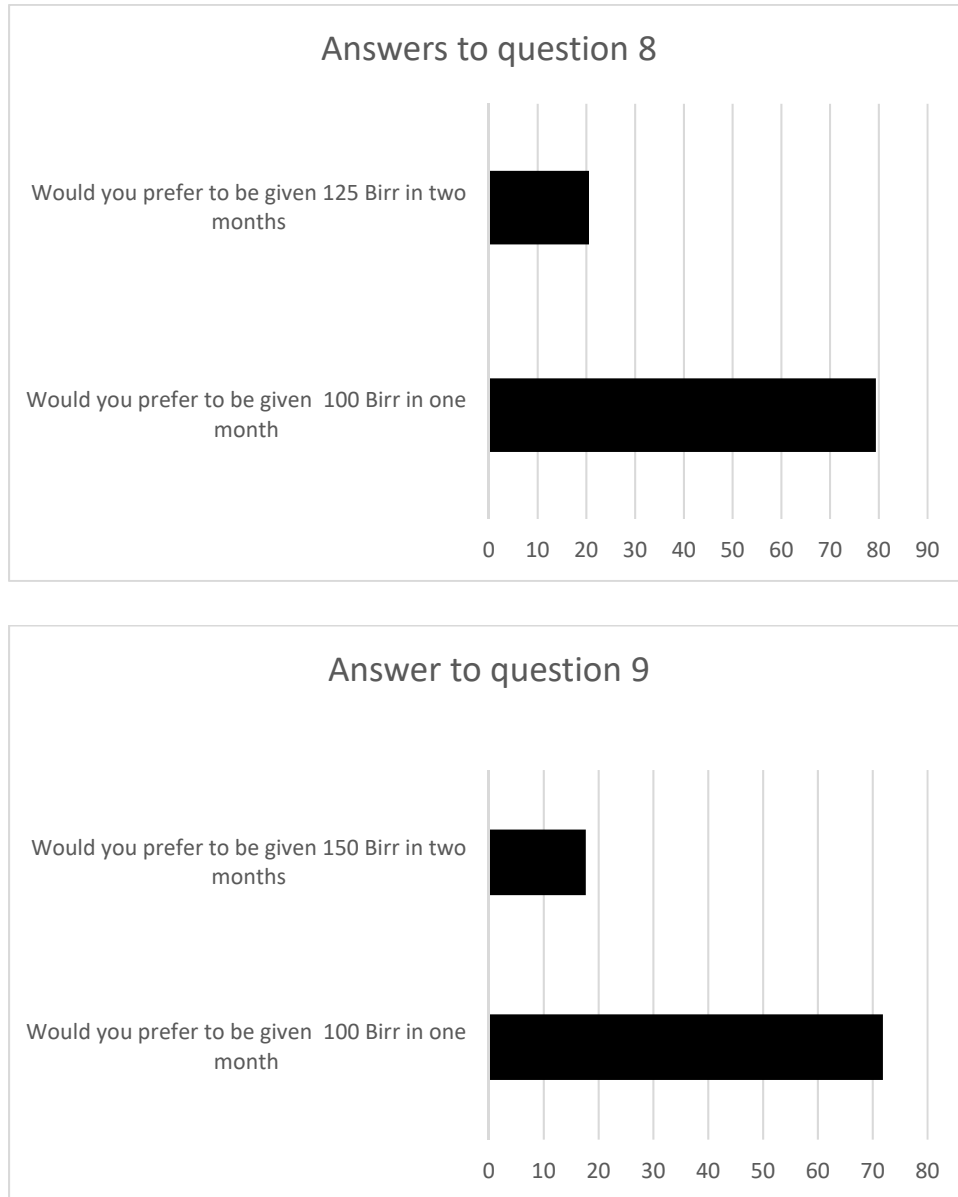 Answers to question 8
Would you prefer to be given 125 Birr in two
months
Would you prefer to be given  100 Birr in one
month
0 10 20 30 40 50 60 70 80 90
Answer to question 9
Would you prefer to be given 150 Birr in two
months
Would you prefer to be given  100 Birr in one
month
0 10 20 30 40 50 60 70 80